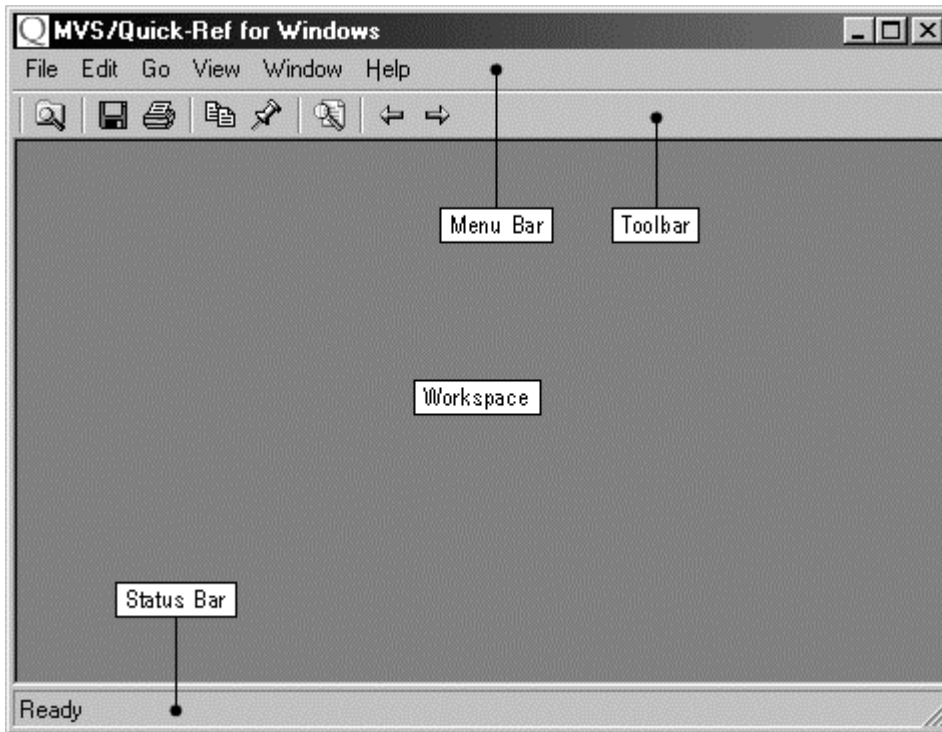 MVS/Quick-Ref for Windows
File Edit Go View Window Help
Menu Bar
Toolbar
Workspace
Status Bar
Ready